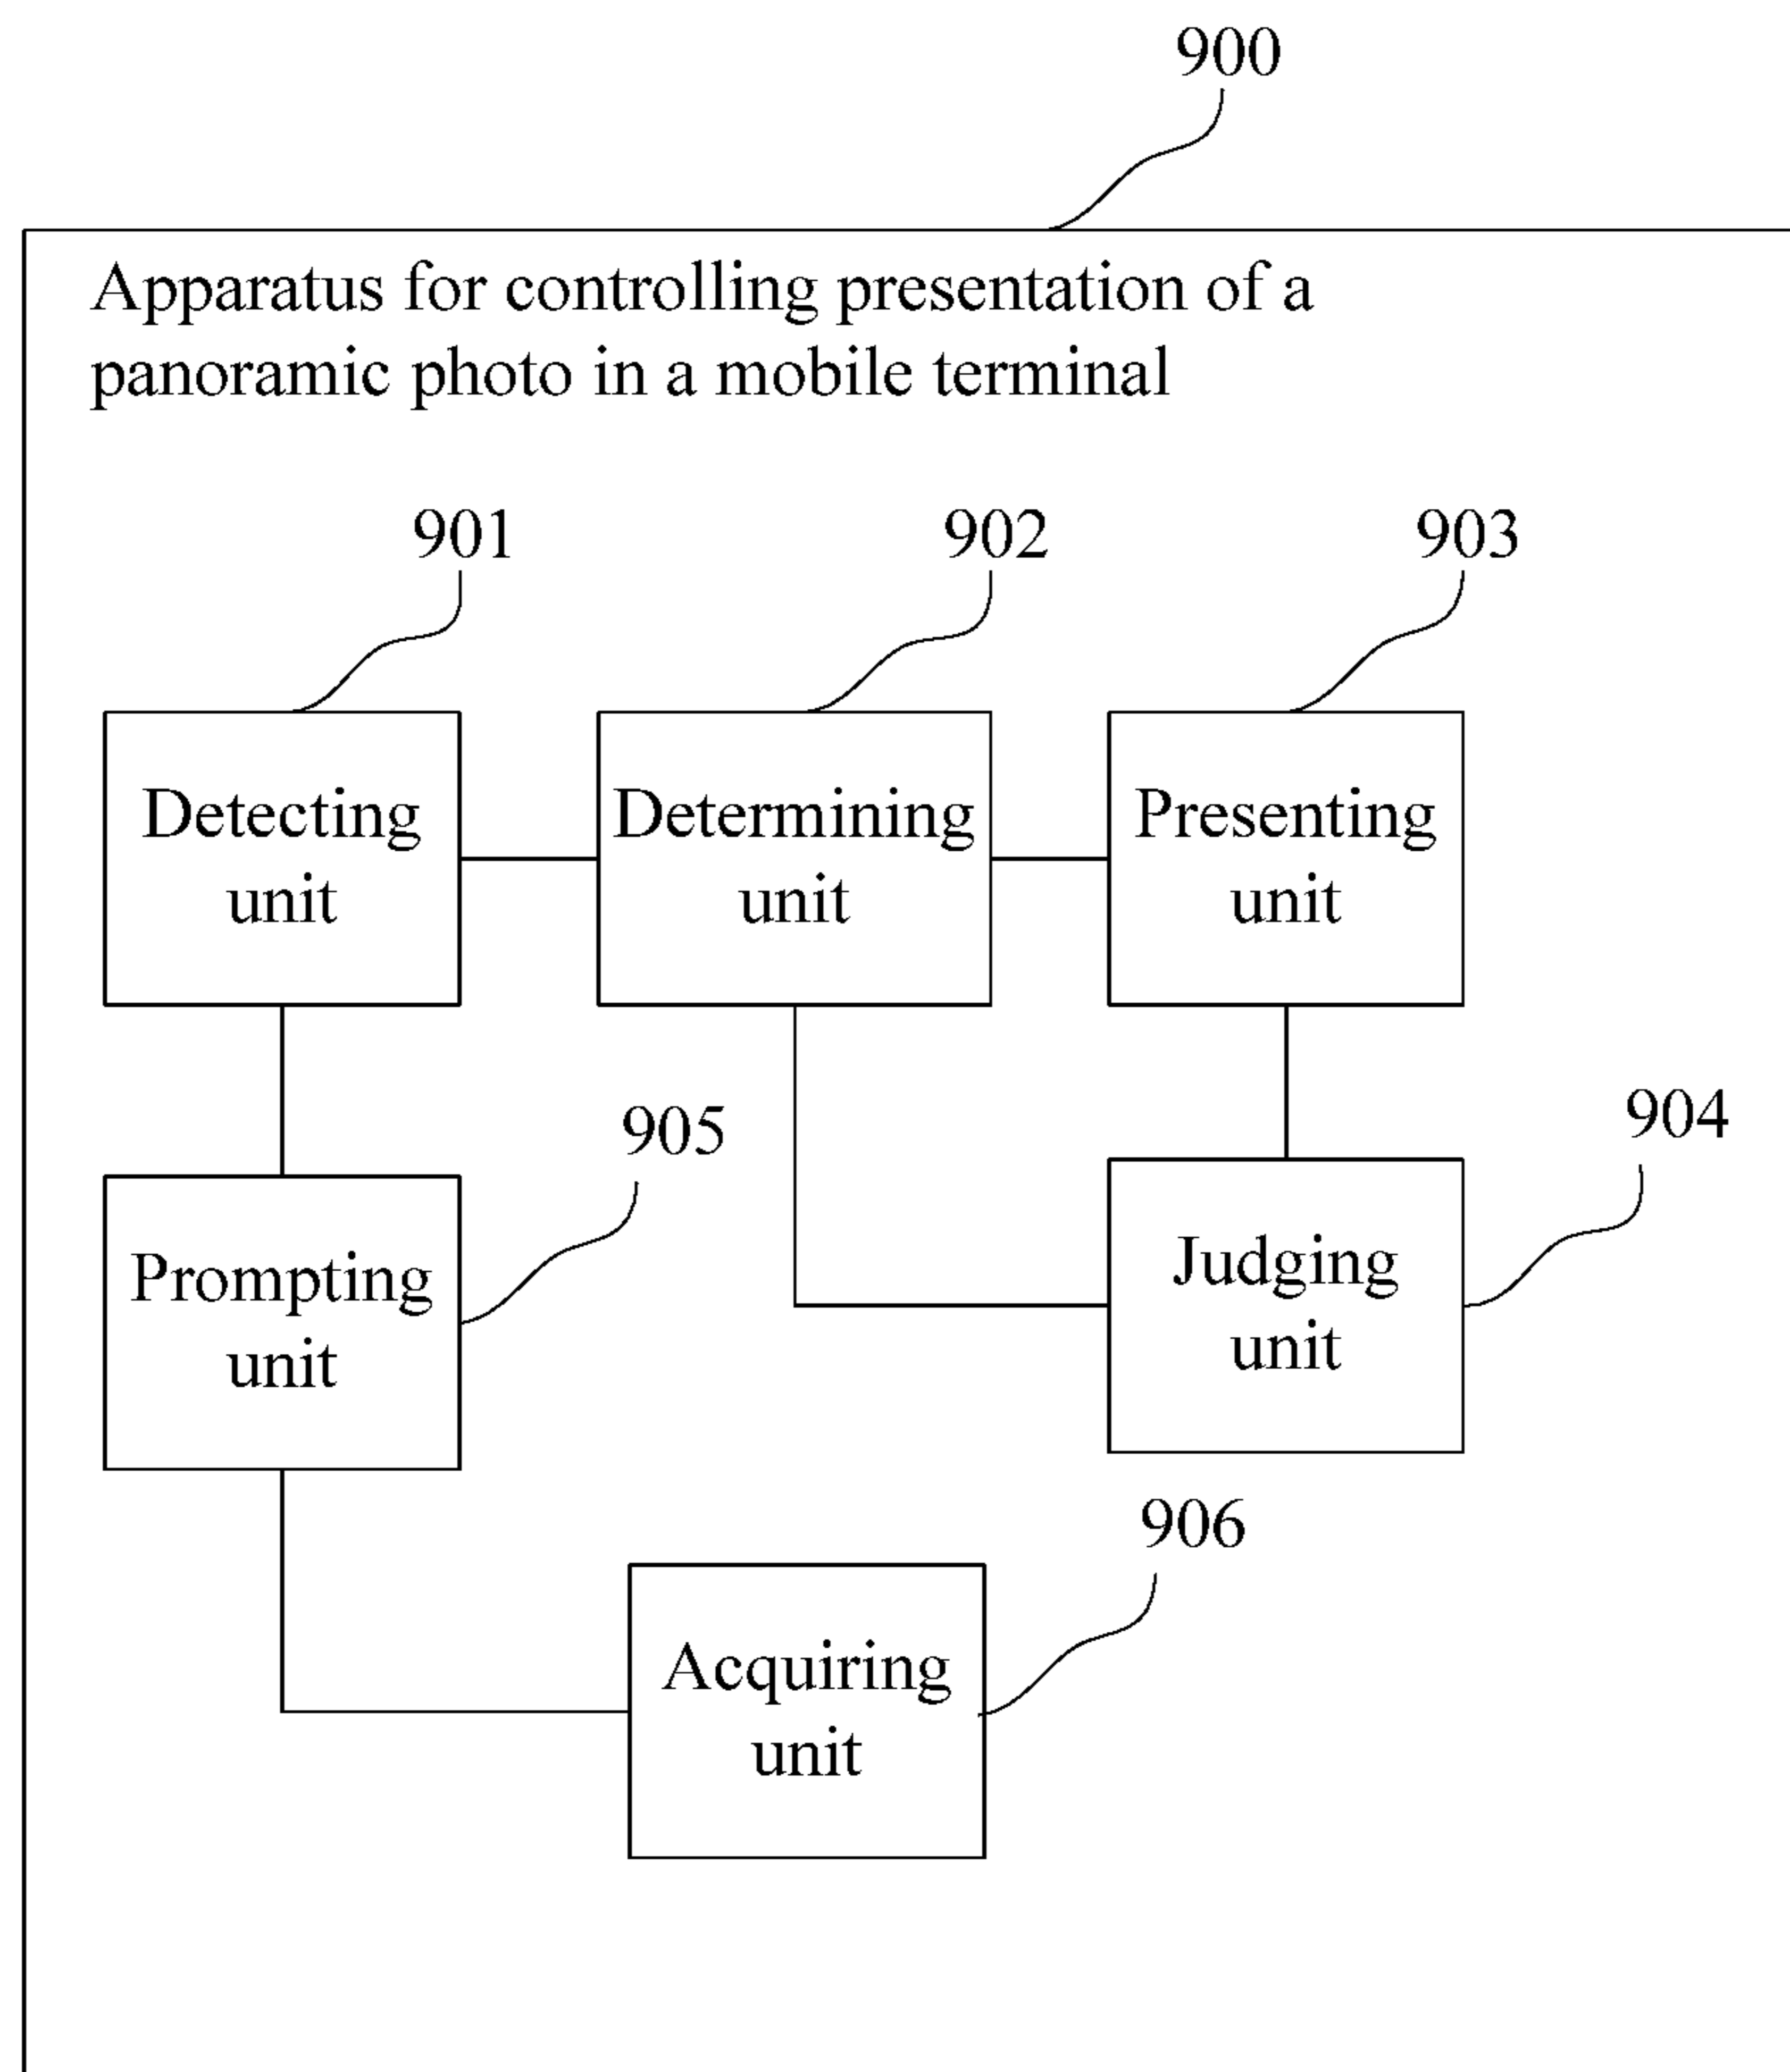 900
Apparatus for controlling presentation of a
panoramic photo in a mobile terminal
901
902
903
Detecting
unit
Determining
unit
Presenting
unit
905
904
Prompting
unit
Judging
unit
906
Acquiring
unit